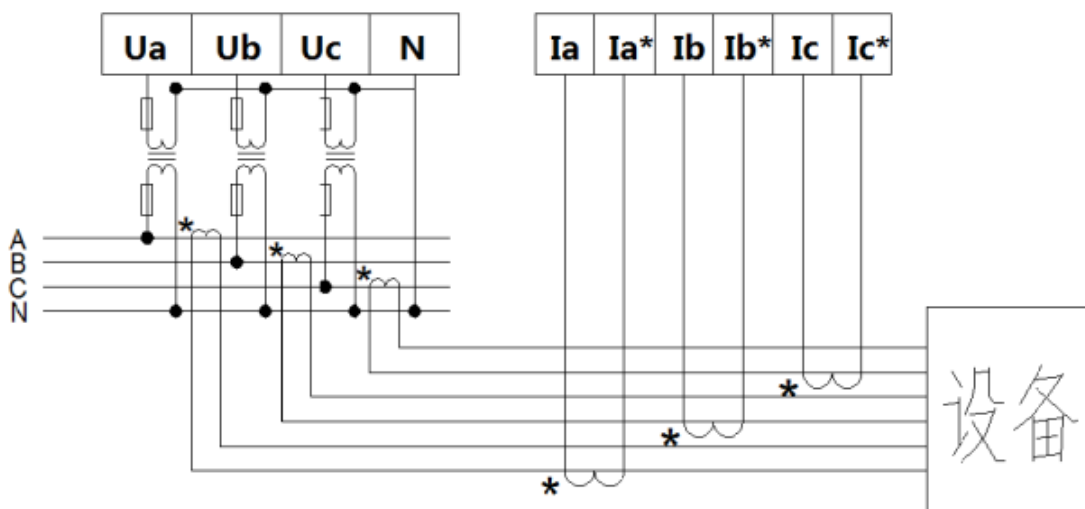 Ua Ub Uc N Ia Ia* Ib Ib* Ic Ic*
A *
B *
C *
N
*
*
*
设备